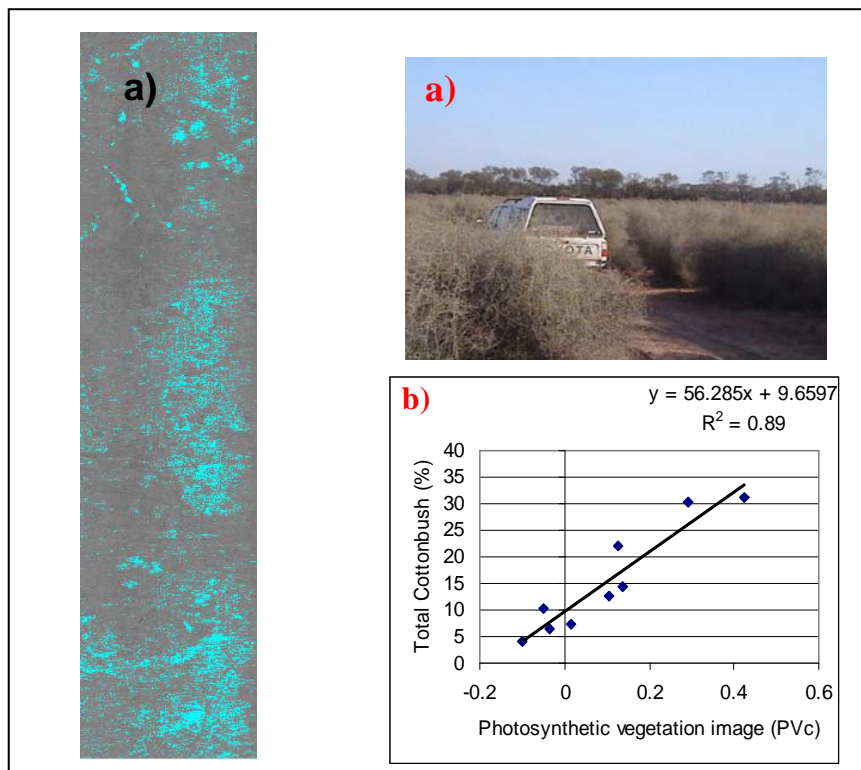 a)
a)
OTA
b)
y = 56.285x + 9.6597
R² = 0.89
40
35
30
25
20
15
10
5
0
-0.2 0 0.2 0.4 0.6
Total Cottonbush (%)
Photosynthetic vegetation image (PVc)